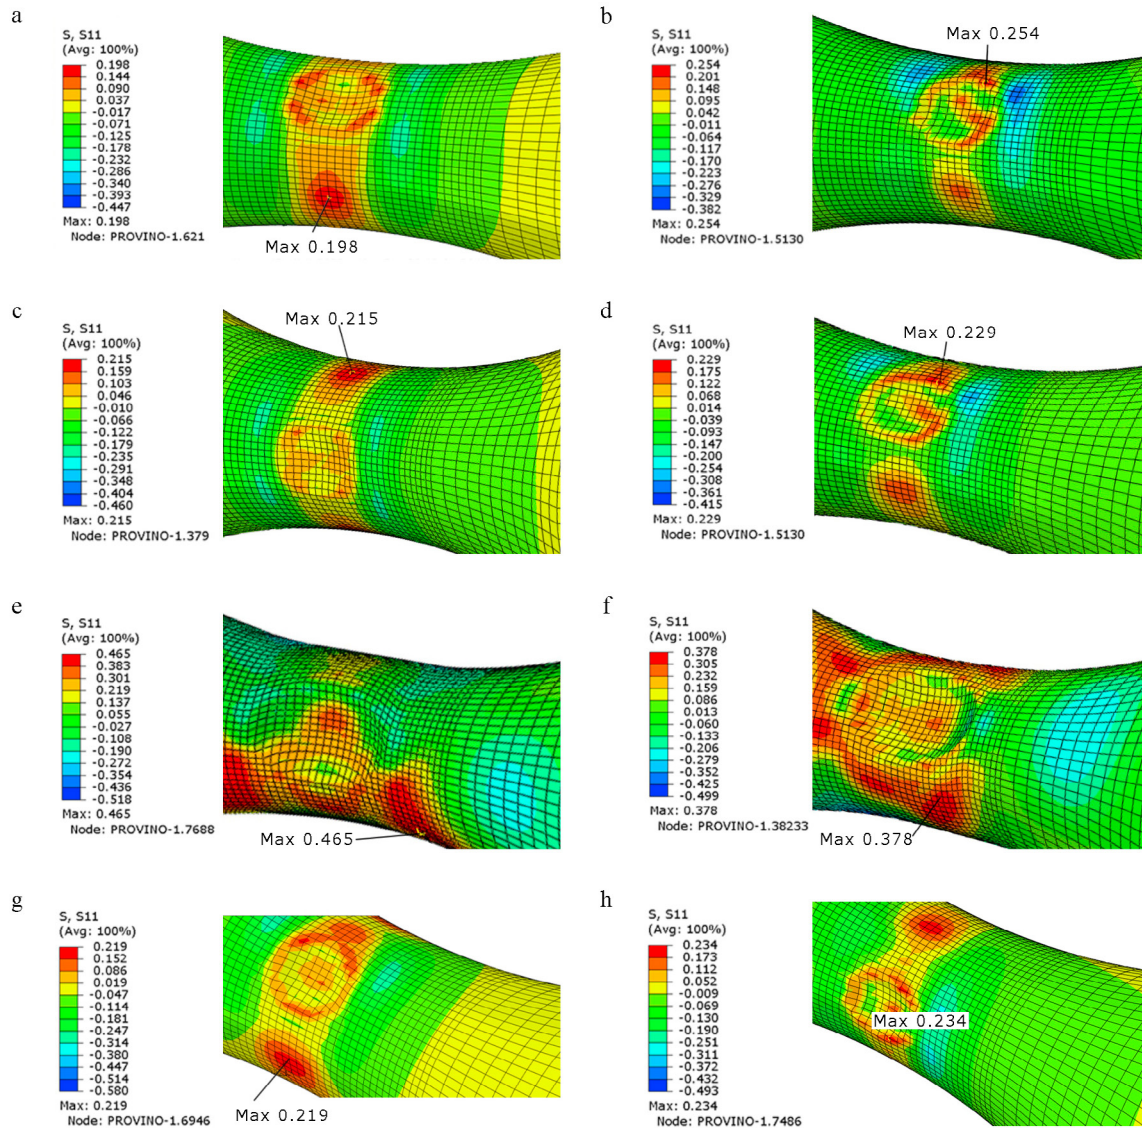 a
S, S11
(Avg: 100%)
0.198
0.144
0.090
0.037
-0.017
-0.071
-0.125
-0.178
-0.232
-0.286
-0.340
-0.393
-0.447
Max: 0.198
Node: PROVINO-1.621
Max 0.198
b
S, S11
(Avg: 100%)
0.254
0.201
0.148
0.095
0.042
-0.011
-0.064
-0.117
-0.170
-0.223
-0.276
-0.329
-0.382
Max: 0.254
Node: PROVINO-1.5130
Max 0.254
c
S, S11
(Avg: 100%)
0.215
0.159
0.103
0.046
-0.010
-0.066
-0.122
-0.179
-0.235
-0.291
-0.348
-0.404
-0.460
Max: 0.215
Node: PROVINO-1.379
Max 0.215
d
S, S11
(Avg: 100%)
0.229
0.175
0.122
0.068
0.014
-0.039
-0.093
-0.147
-0.200
-0.254
-0.308
-0.361
-0.415
Max: 0.229
Node: PROVINO-1.5130
Max 0.229
e
S, S11
(Avg: 100%)
0.465
0.383
0.301
0.219
0.137
0.055
-0.027
-0.108
-0.190
-0.272
-0.354
-0.436
-0.518
Max: 0.465
Node: PROVINO-1.7688
Max 0.465
f
S, S11
(Avg: 100%)
0.378
0.305
0.232
0.159
0.086
0.013
-0.060
-0.133
-0.206
-0.279
-0.352
-0.425
-0.499
Max: 0.378
Node: PROVINO-1.38233
Max 0.378
g
S, S11
(Avg: 100%)
0.219
0.152
0.086
0.019
-0.047
-0.114
-0.181
-0.247
-0.314
-0.380
-0.447
-0.514
-0.580
Max: 0.219
Node: PROVINO-1.6946
Max 0.219
h
S, S11
(Avg: 100%)
0.234
0.173
0.112
0.052
-0.009
-0.069
-0.130
-0.190
-0.251
-0.311
-0.372
-0.432
-0.493
Max: 0.234
Node: PROVINO-1.7486
Max 0.234